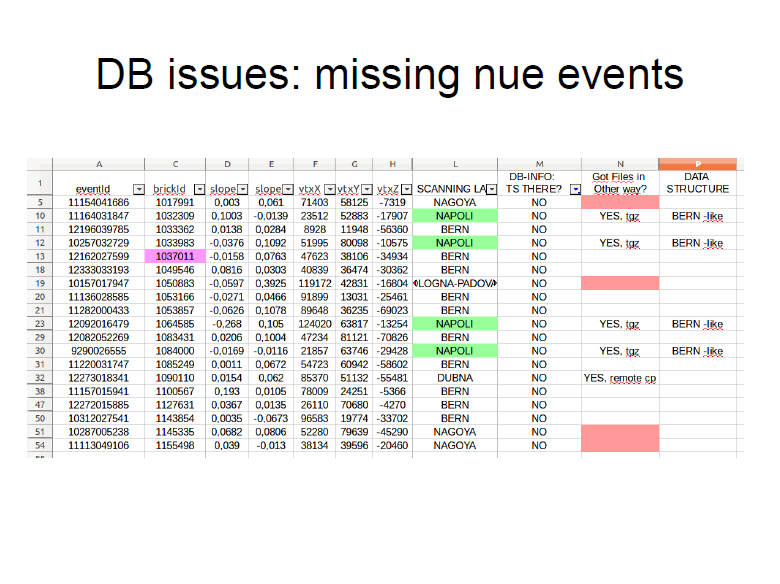 DB issues: missing nue events
A C D E F G H L M N P
1 eventId brickId slope slope vtxX vtxY vtxZ SCANNING LA DB-INFO: TS THERE? Got Files in Other way? DATA STRUCTURE
5 11154041686 1017991 0,003 0,061 71403 58125 -7319 NAGOYA NO
10 11164031847 1032309 0,1003 -0,0139 23512 52883 -17907 NAPOLI NO YES, tgz BERN -like
11 12196039785 1033362 0,0138 0,0284 8928 11948 -56360 BERN NO
12 10257032729 1033983 -0,0376 0,1092 51995 80098 -10575 NAPOLI NO YES, tgz BERN -like
13 12162027599 1037011 -0,0158 0,0763 47623 38106 -34934 BERN NO
18 12333033193 1049546 0,0816 0,0303 40839 36474 -30362 BERN NO
19 10157017947 1050883 -0,0597 0,3925 119172 42831 -16804 OLOGNA-PADOVA NO
20 11136028585 1053166 -0,0271 0,0466 91899 13031 -25461 BERN NO
21 11282000433 1053857 -0,0626 0,1078 89648 36235 -69023 BERN NO
23 12092016479 1064585 -0,268 0,105 124020 63817 -13254 NAPOLI NO YES, tgz BERN -like
29 12082052269 1083431 0,0206 0,1004 47234 81121 -70826 BERN NO
30 9290026555 1084000 -0,0169 -0,0116 21857 63746 -29428 NAPOLI NO YES, tgz BERN -like
31 11220031747 1085249 0,0011 0,0672 54723 60942 -58602 BERN NO
32 12273018341 1090110 0,0154 0,062 85370 51132 -55481 DUBNA NO YES, remote cp
38 11157015941 1100567 0,193 0,0105 78009 24251 -5366 BERN NO
47 12272015885 1127631 0,0367 0,0135 26110 70680 -4270 BERN NO
50 10312027541 1143854 0,0035 -0,0673 96583 19774 -33702 BERN NO
51 10287005238 1145335 0,0682 0,0806 52280 79639 -45290 NAGOYA NO
54 11113049106 1155498 0,039 -0,013 38134 39596 -20460 NAGOYA NO